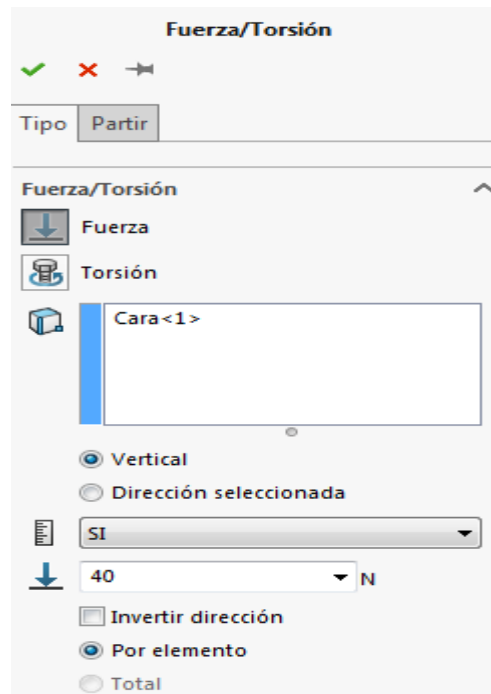 Fuerza/Torsión
Tipo Partir
Fuerza/Torsión
Fuerza
Torsión
Cara<1>
Vertical
Dirección seleccionada
SI
40 N
Invertir dirección
Por elemento
Total